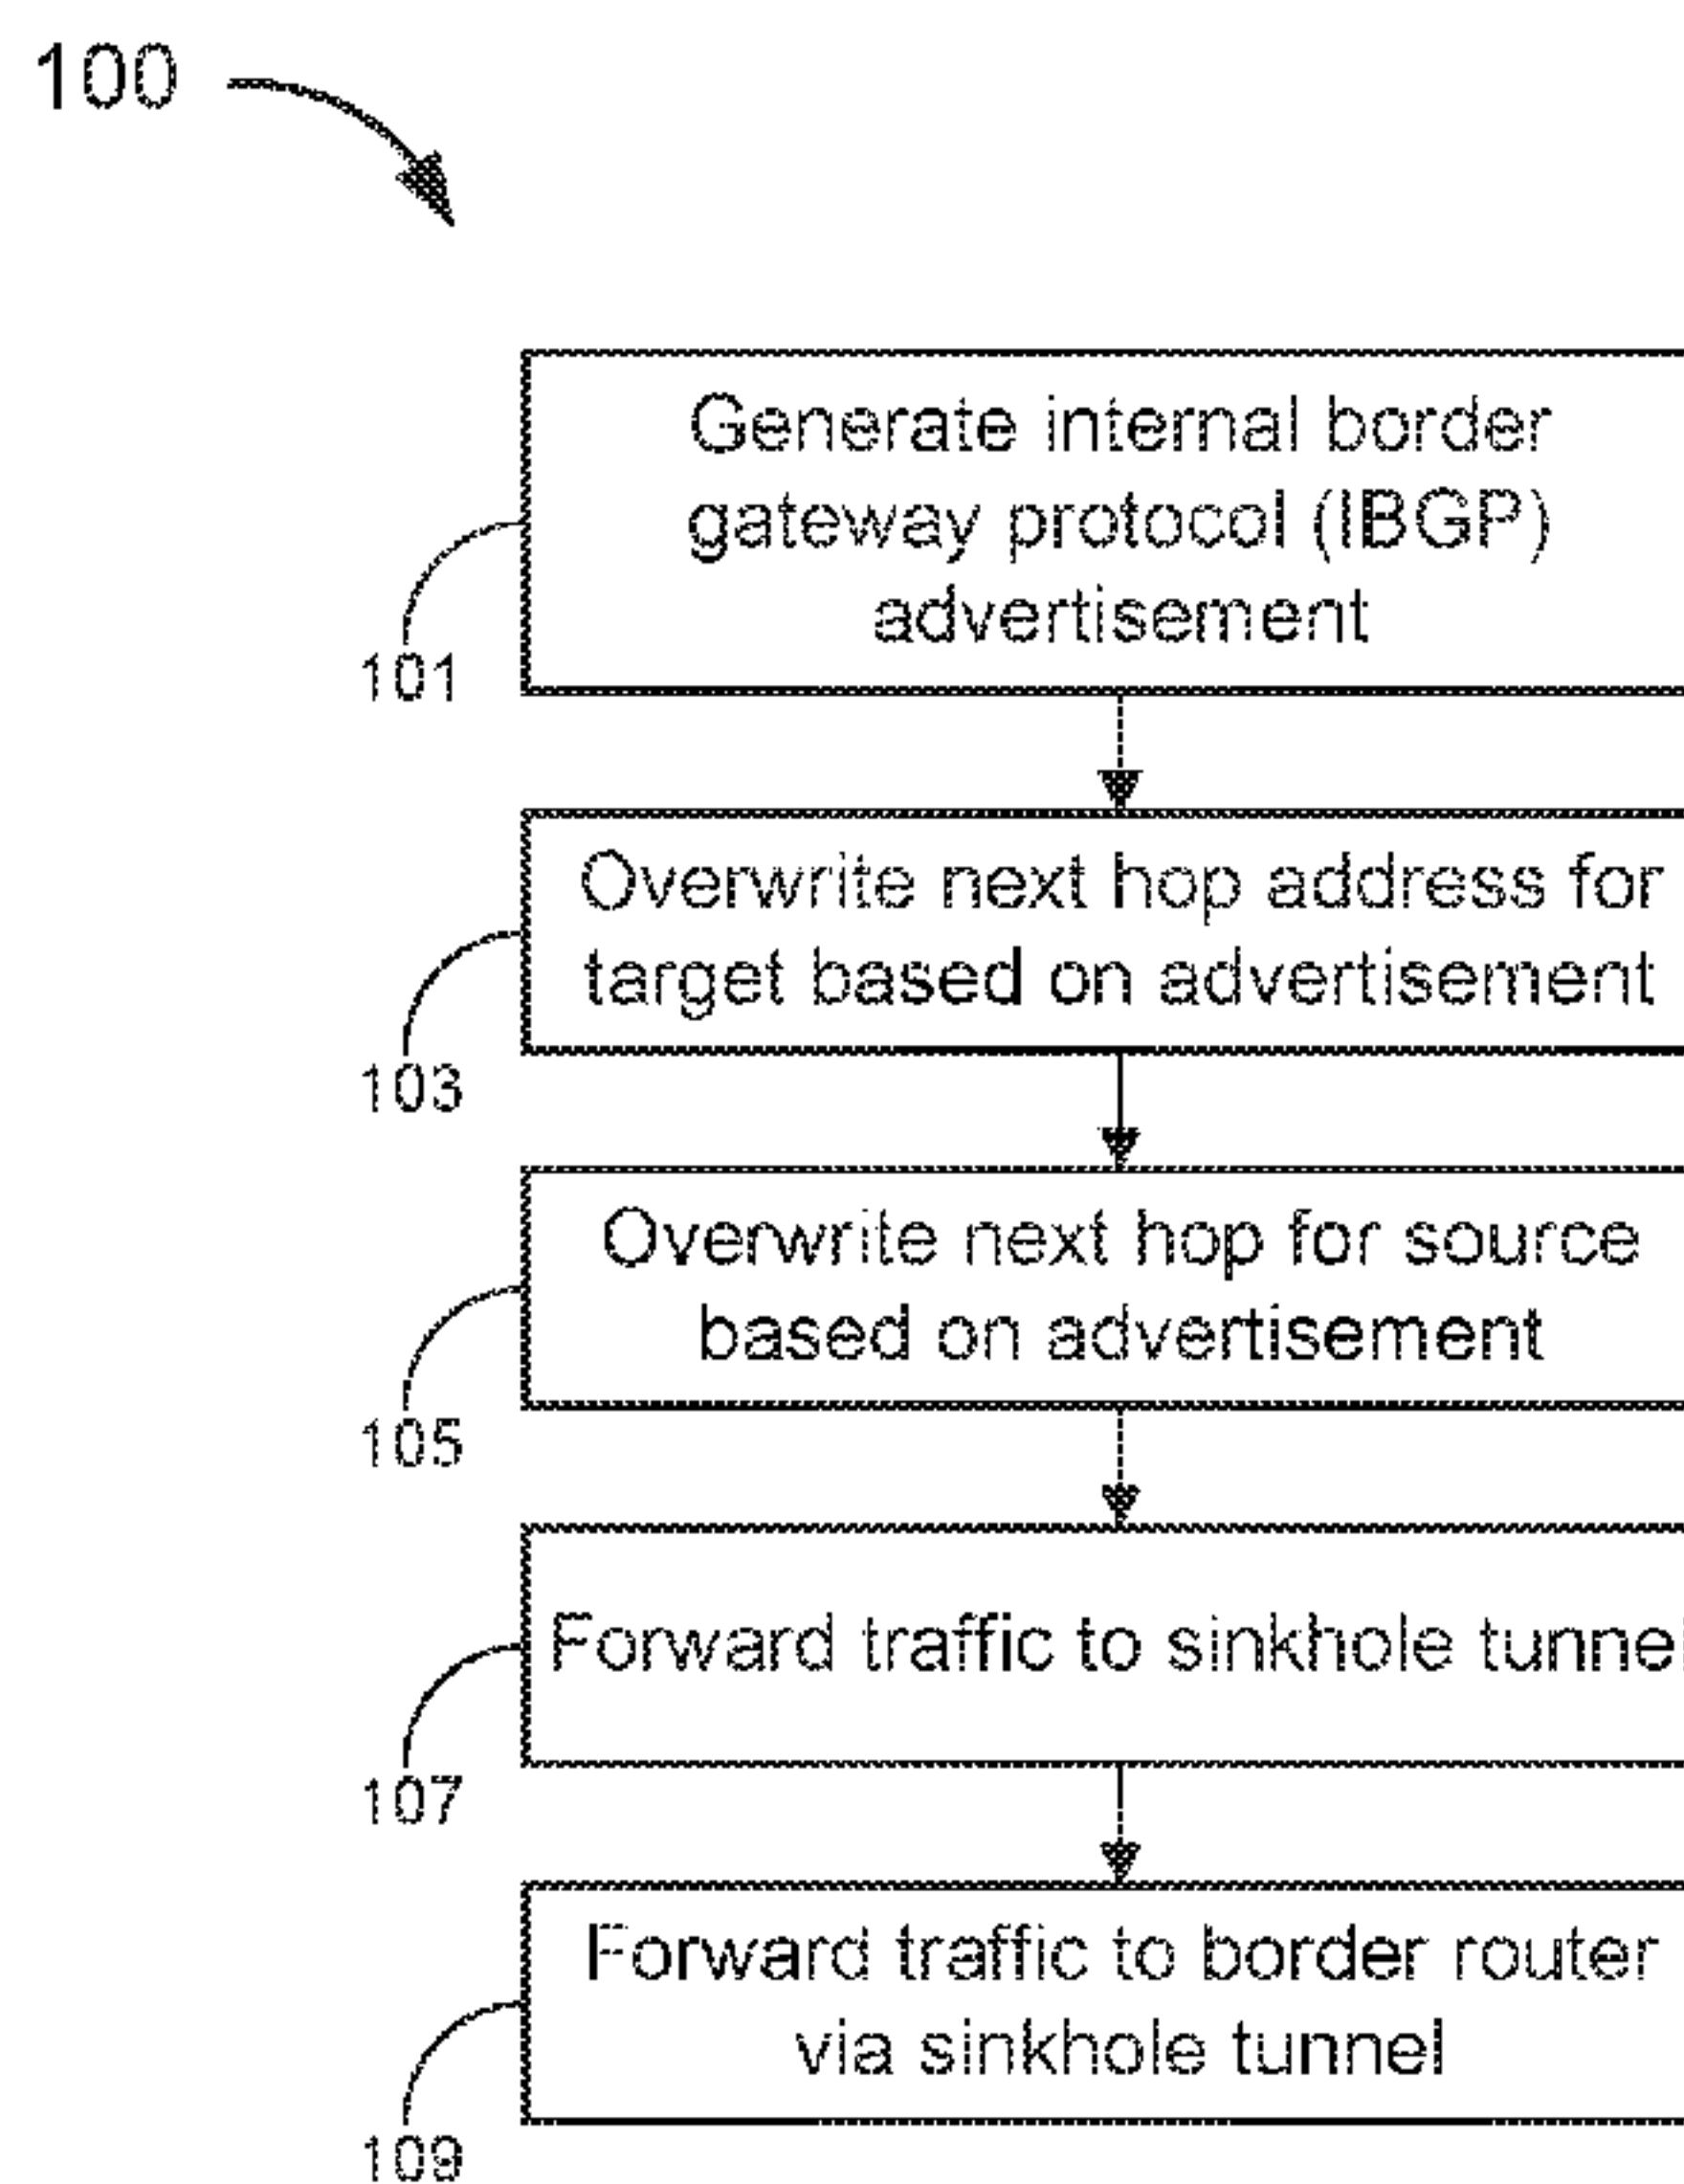 100
Generate internal border
gateway protocol (IBGP)
advertisement
101
Overwrite next hop address for
target based on advertisement
103
Overwrite next hop for source
based on advertisement
105
Forward traffic to sinkhole tunnel
107
Forward traffic to border router
via sinkhole tunnel
109